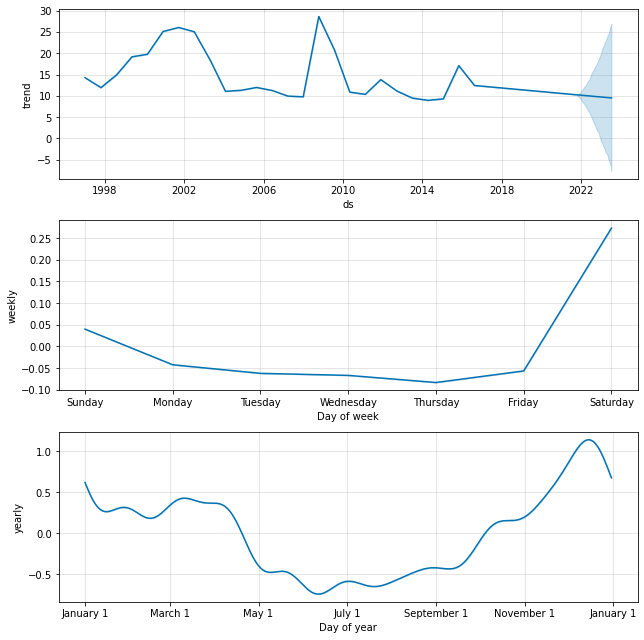 30
25
20
15
10
5
0
−5
trend
1998 2002 2006 2010 2014 2018 2022
ds
0.25
0.20
0.15
0.10
0.05
0.00
−0.05
−0.10
weekly
Sunday Monday Tuesday Wednesday Thursday Friday Saturday
Day of week
1.0
0.5
0.0
−0.5
yearly
January 1 March 1 May 1 July 1 September 1 November 1 January 1
Day of year